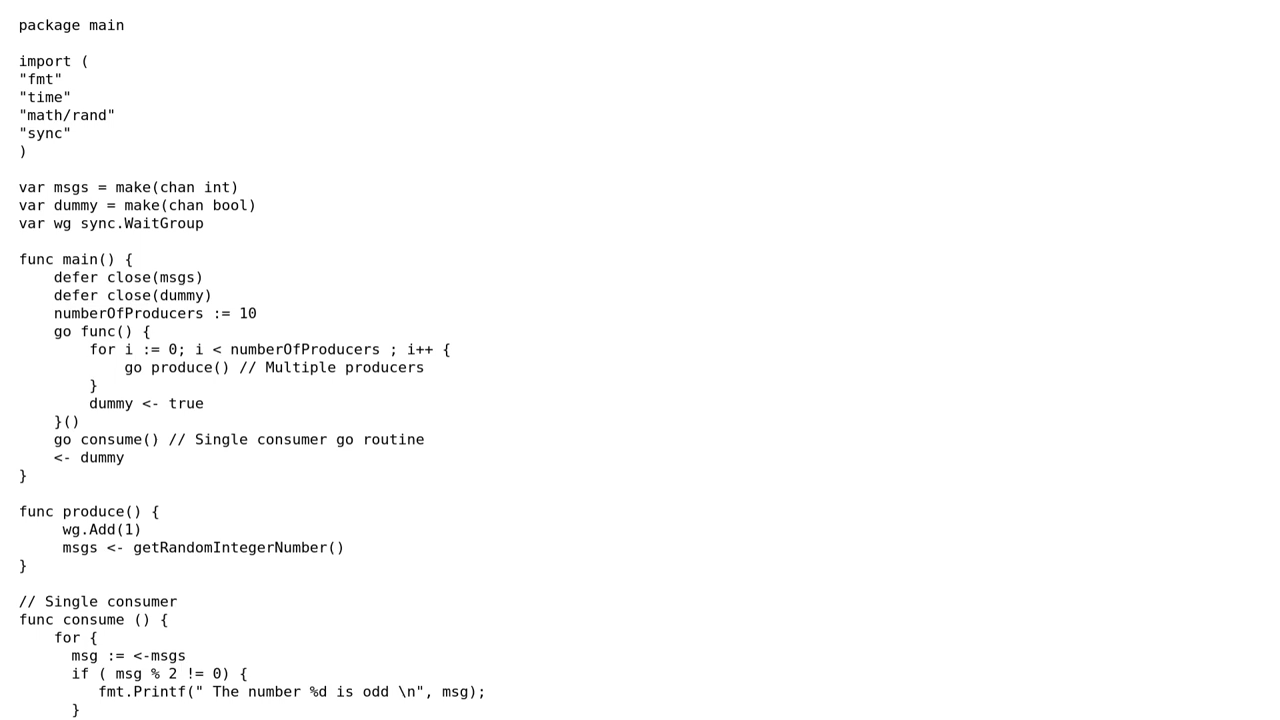 package main

import (
"fmt"
"time"
"math/rand"
"sync"
)

var msgs = make(chan int)
var dummy = make(chan bool)
var wg sync.WaitGroup

func main() {
    defer close(msgs)
    defer close(dummy)
    numberOfProducers := 10
    go func() {
        for i := 0; i < numberOfProducers ; i++ {
            go produce() // Multiple producers
        }
        dummy <- true
    }()
    go consume() // Single consumer go routine
    <- dummy
}

func produce() {
     wg.Add(1)
     msgs <- getRandomIntegerNumber()
}

// Single consumer
func consume () {
    for {
      msg := <-msgs
      if ( msg % 2 != 0) {
         fmt.Printf(" The number %d is odd \n", msg);
      }